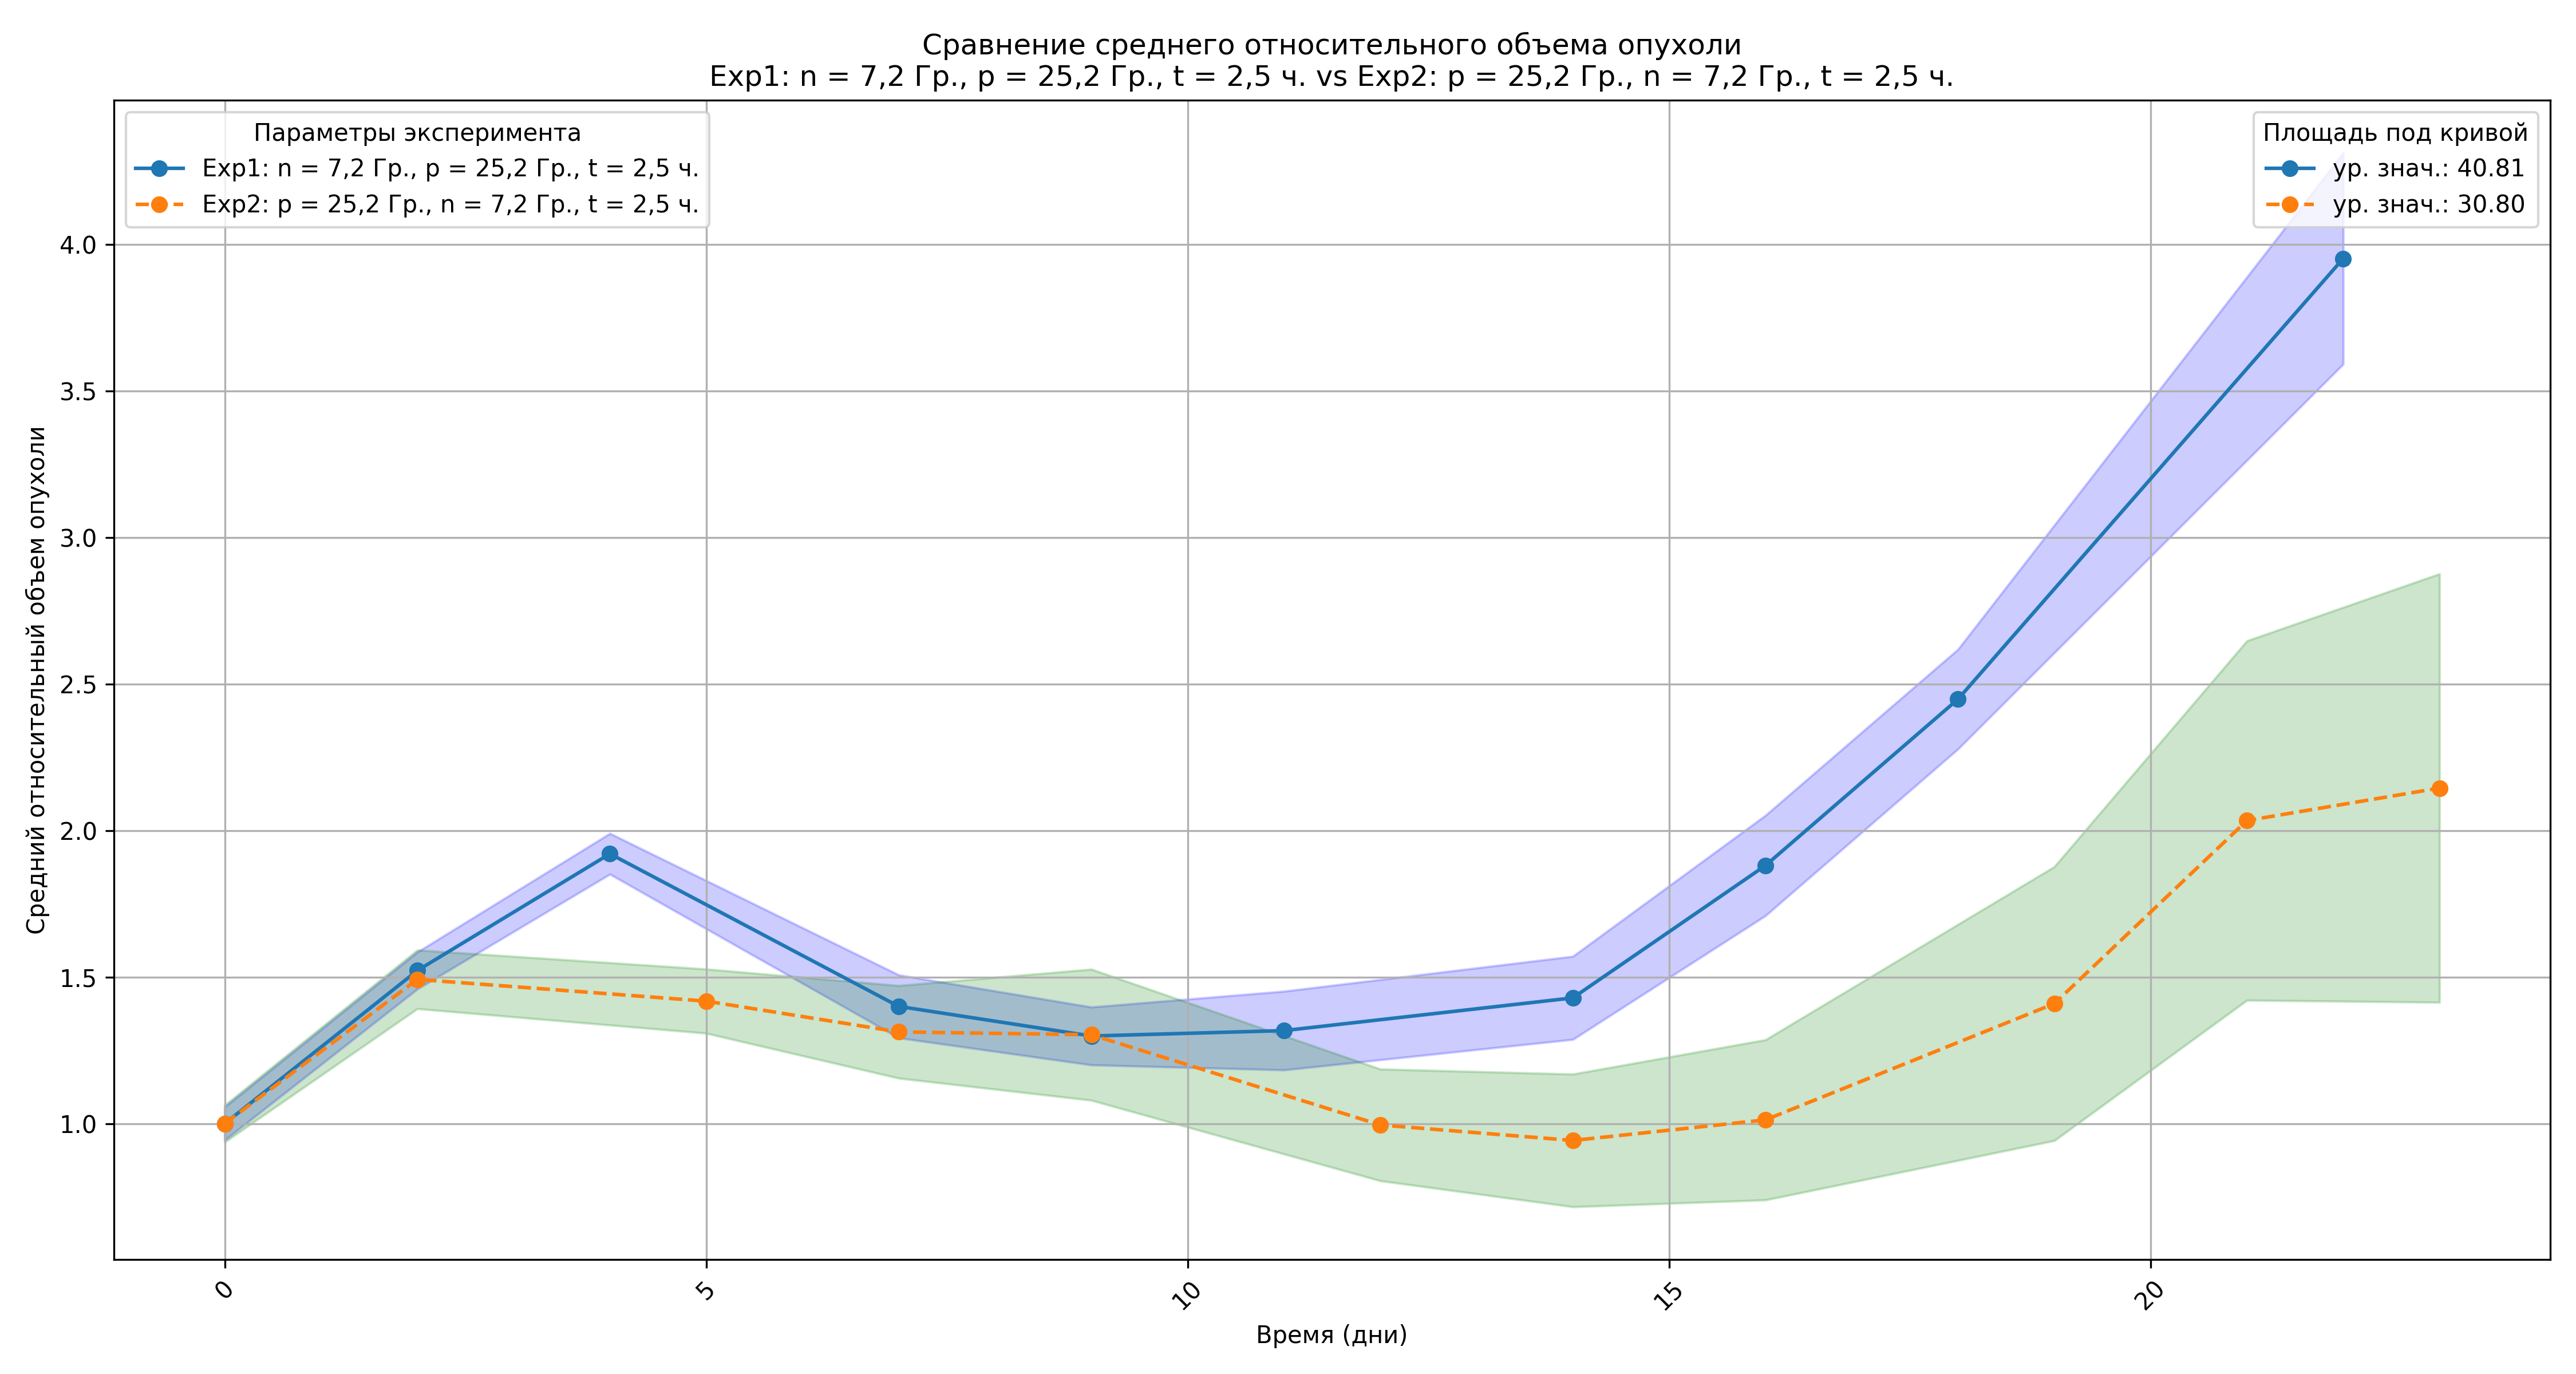 Сравнение среднего относительного объема опухоли
Exp1: n = 7,2 Гр., p = 25,2 Гр., t = 2,5 ч. vs Exp2: p = 25,2 Гр., n = 7,2 Гр., t = 2,5 ч.
Параметры эксперимента
Exp1: n = 7,2 Гр., p = 25,2 Гр., t = 2,5 ч.
Exp2: p = 25,2 Гр., n = 7,2 Гр., t = 2,5 ч.
Площадь под кривой
ур. знач.: 40.81
ур. знач.: 30.80
Средний относительный объем опухоли
4.0
3.5
3.0
2.5
2.0
1.5
1.0
0
5
10
15
20
Время (дни)